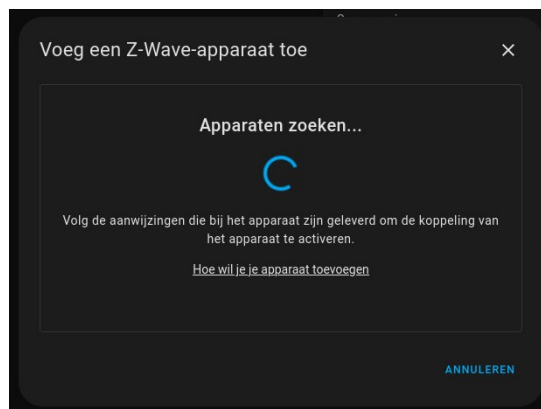 Voeg een Z-Wave-apparaat toe
Apparaten zoeken...
Volg de aanwijzingen die bij het apparaat zijn geleverd om de koppeling van
het apparaat te activeren.
Hoe wil je je apparaat toevoegen
ANNULEREN